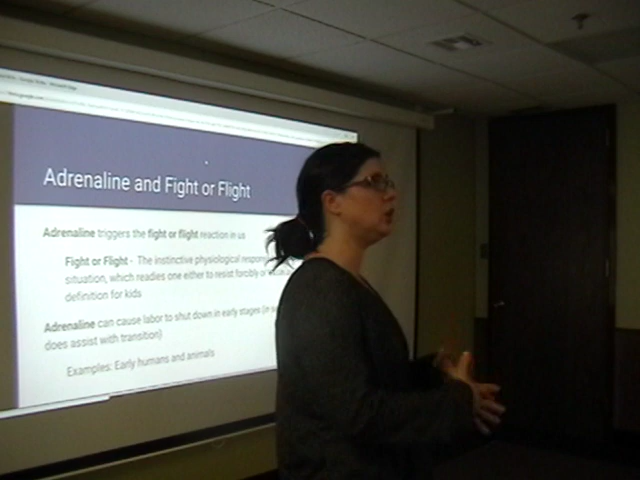 Adrenaline and Fight or Flight
Adrenaline triggers the fight or flight reaction in us
Fight or Flight - The instinctive physiological
situation, which readies one either to resist forcibly or
definition for kids
Adrenaline can cause labor to shut down in early stages
does assist with transition)
Examples: Early humans and animals